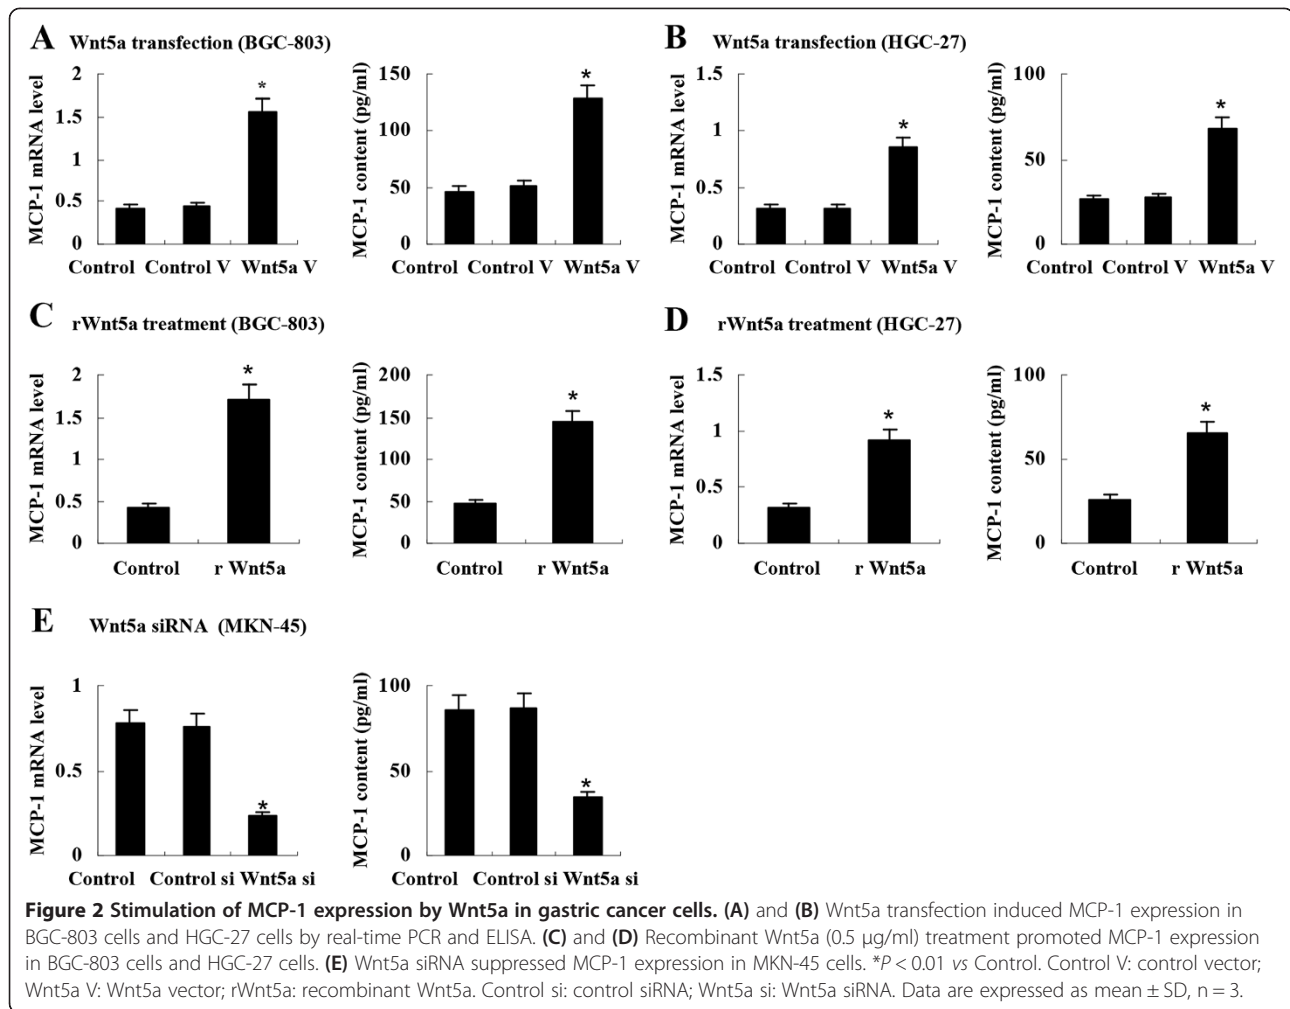 A Wnt5a transfection (BGC-803)
MCP-1 mRNA level
2
1.5
1
0.5
0
*
Control Control V Wnt5a V
MCP-1 content (pg/ml)
150
100
50
0
*
Control Control V Wnt5a V
B Wnt5a transfection (HGC-27)
MCP-1 mRNA level
1.5
1
0.5
0
*
Control Control V Wnt5a V
MCP-1 content (pg/ml)
100
50
0
*
Control Control V Wnt5a V
C rWnt5a treatment (BGC-803)
MCP-1 mRNA level
2
1.5
1
0.5
0
*
Control r Wnt5a
MCP-1 content (pg/ml)
200
150
100
50
0
*
Control r Wnt5a
D rWnt5a treatment (HGC-27)
MCP-1 mRNA level
1.5
1
0.5
0
*
Control r Wnt5a
MCP-1 content (pg/ml)
100
50
0
*
Control r Wnt5a
E Wnt5a siRNA (MKN-45)
MCP-1 mRNA level
1
0.5
0
*
Control Control si Wnt5a si
MCP-1 content (pg/ml)
100
50
0
*
Control Control si Wnt5a si
Figure 2 Stimulation of MCP-1 expression by Wnt5a in gastric cancer cells. (A) and (B) Wnt5a transfection induced MCP-1 expression in
BGC-803 cells and HGC-27 cells by real-time PCR and ELISA. (C) and (D) Recombinant Wnt5a (0.5 μg/ml) treatment promoted MCP-1 expression
in BGC-803 cells and HGC-27 cells. (E) Wnt5a siRNA suppressed MCP-1 expression in MKN-45 cells. *P < 0.01 vs Control. Control V: control vector;
Wnt5a V: Wnt5a vector; rWnt5a: recombinant Wnt5a. Control si: control siRNA; Wnt5a si: Wnt5a siRNA. Data are expressed as mean ± SD, n = 3.